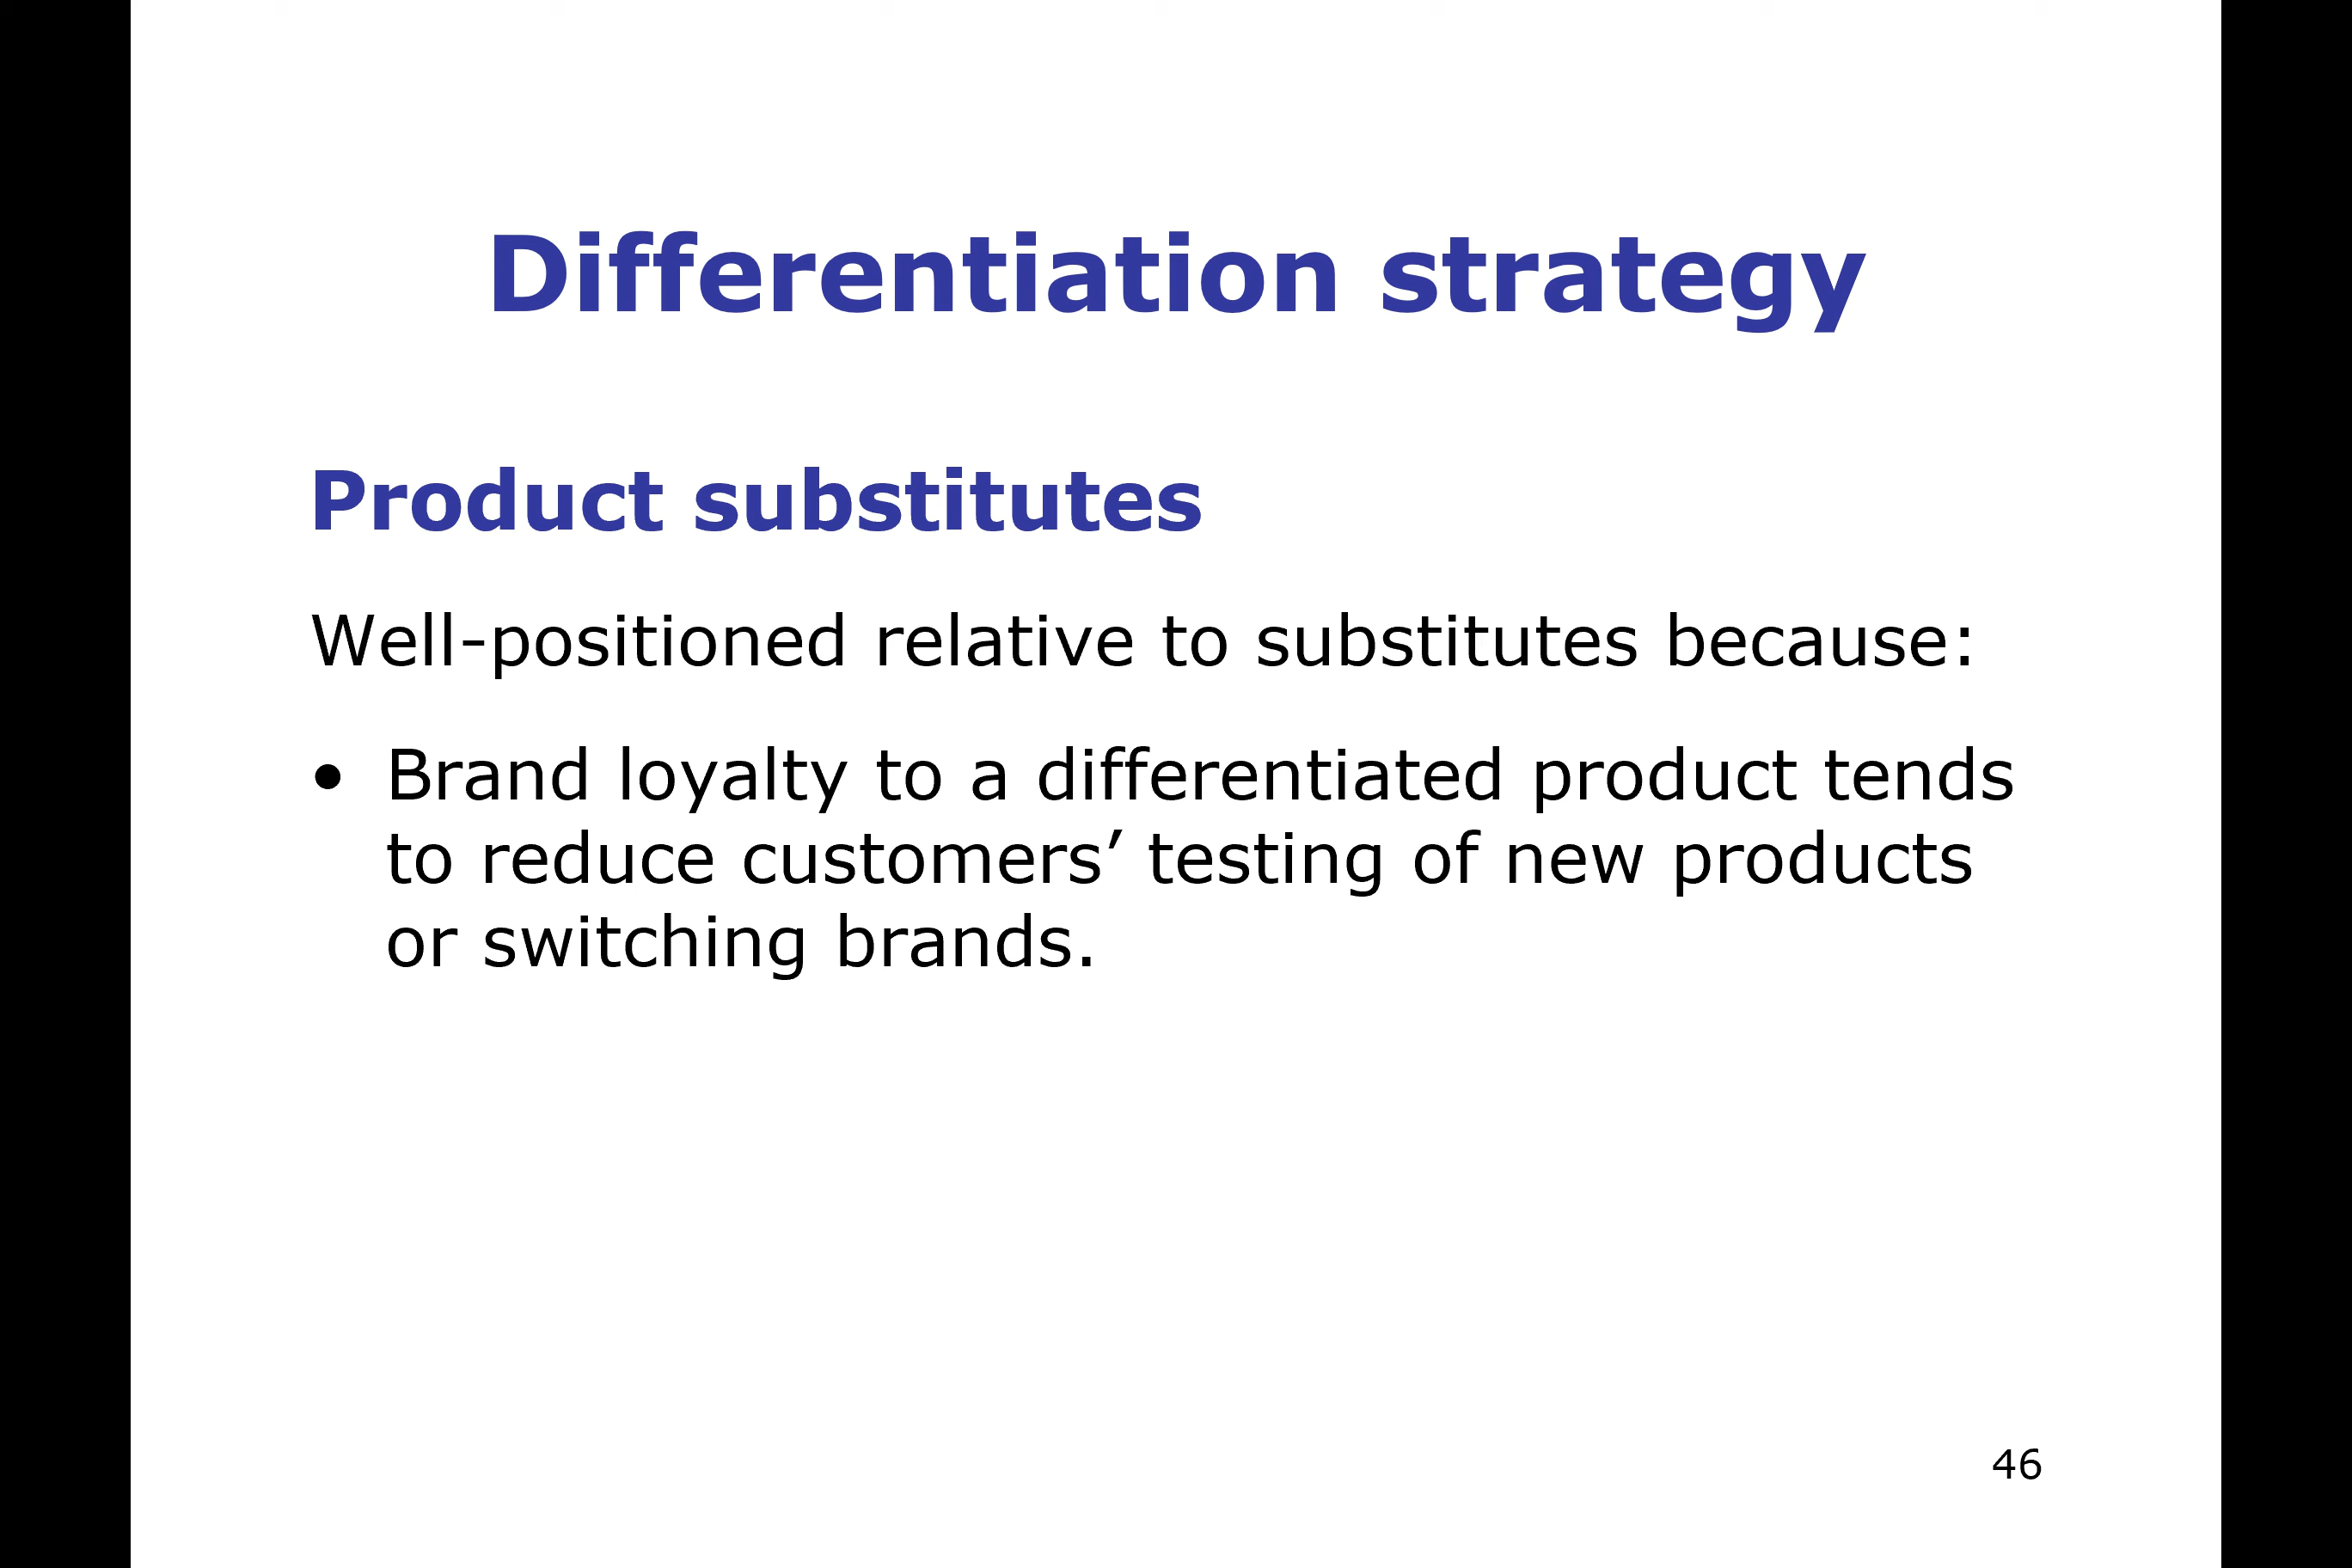 Differentiation strategy
Product substitutes
Well-positioned relative to substitutes because:
• Brand loyalty to a differentiated product tends
to reduce customers’ testing of new products
or switching brands.
46